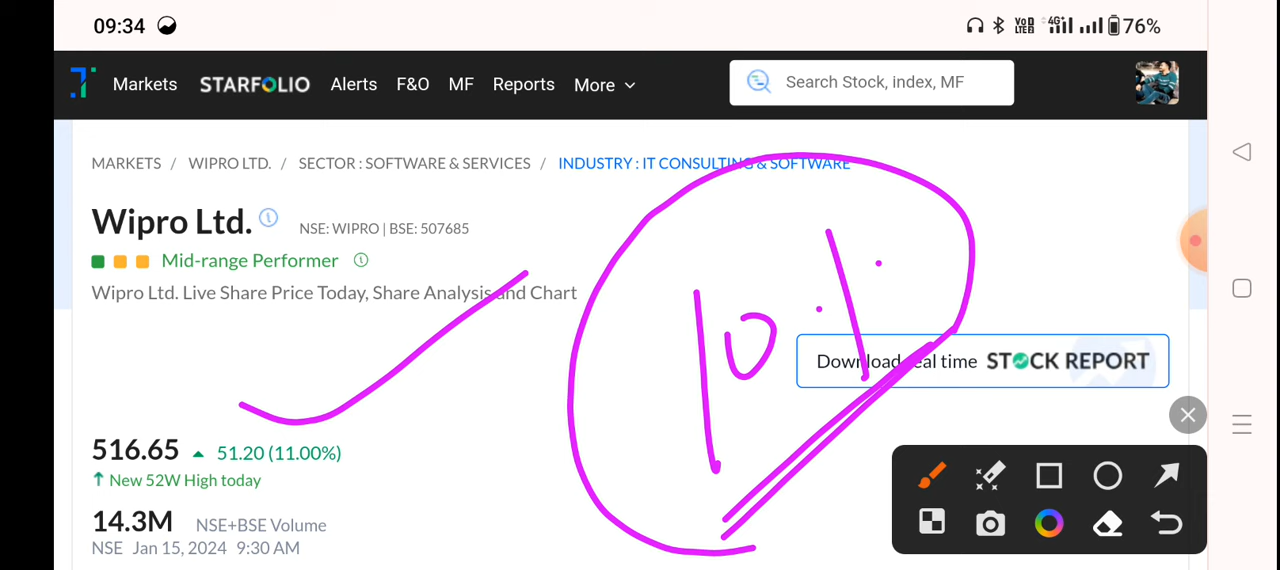 09:34 VoD LTE 4G+ 76%
Markets STARFOLIO Alerts F&O MF Reports More Search Stock, index, MF
MARKETS / WIPRO LTD. / SECTOR : SOFTWARE & SERVICES / INDUSTRY : IT CONSULTING & SOFTWARE
Wipro Ltd. NSE: WIPRO | BSE: 507685
Mid-range Performer
Wipro Ltd. Live Share Price Today, Share Analysis and Chart
10%
Download real time STOCK REPORT
516.65 51.20 (11.00%)
New 52W High today
14.3M NSE+BSE Volume
NSE Jan 15, 2024 9:30 AM